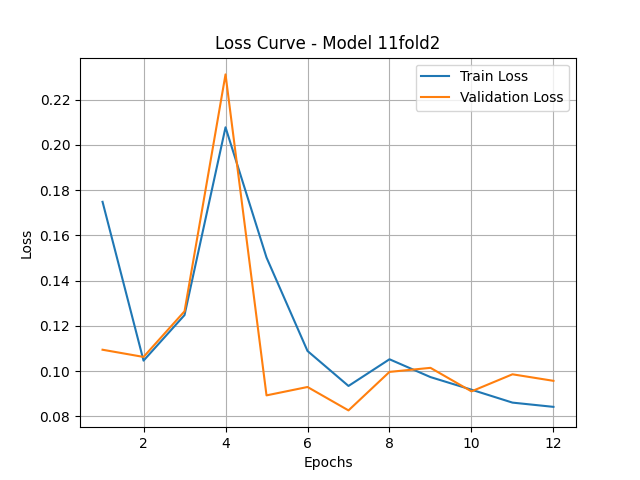 Loss Curve - Model 11fold2
Train Loss
Validation Loss
0.22
0.20
0.18
0.16
0.14
0.12
0.10
0.08
Loss
2 4 6 8 10 12
Epochs